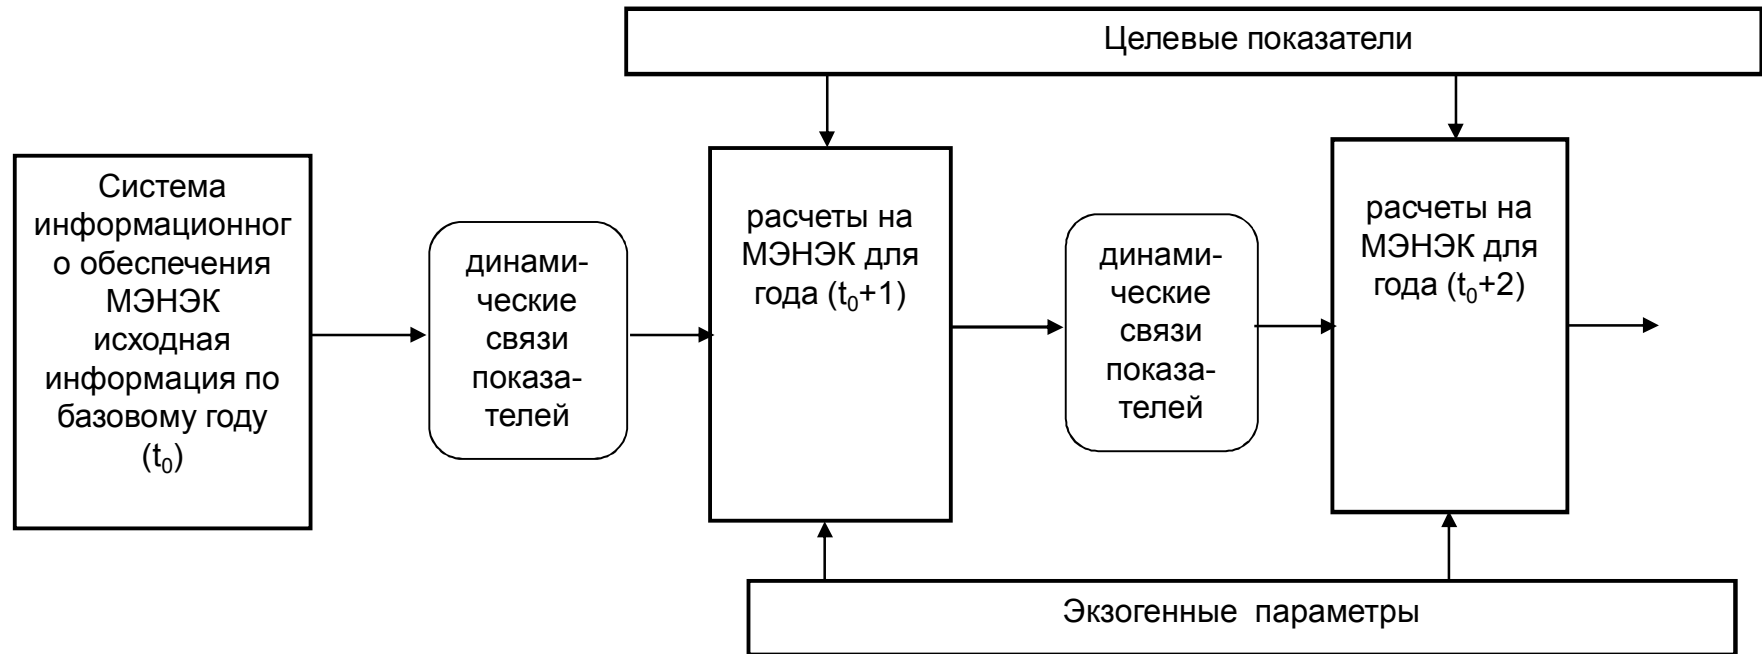 Целевые показатели
Система
информационног
о обеспечения
МЭНЭК
исходная
информация по
базовому году
(t₀)
динами-
ческие
связи
показа-
телей
расчеты на
МЭНЭК для
года (t₀+1)
динами-
ческие
связи
показа-
телей
расчеты на
МЭНЭК для
года (t₀+2)
Экзогенные параметры